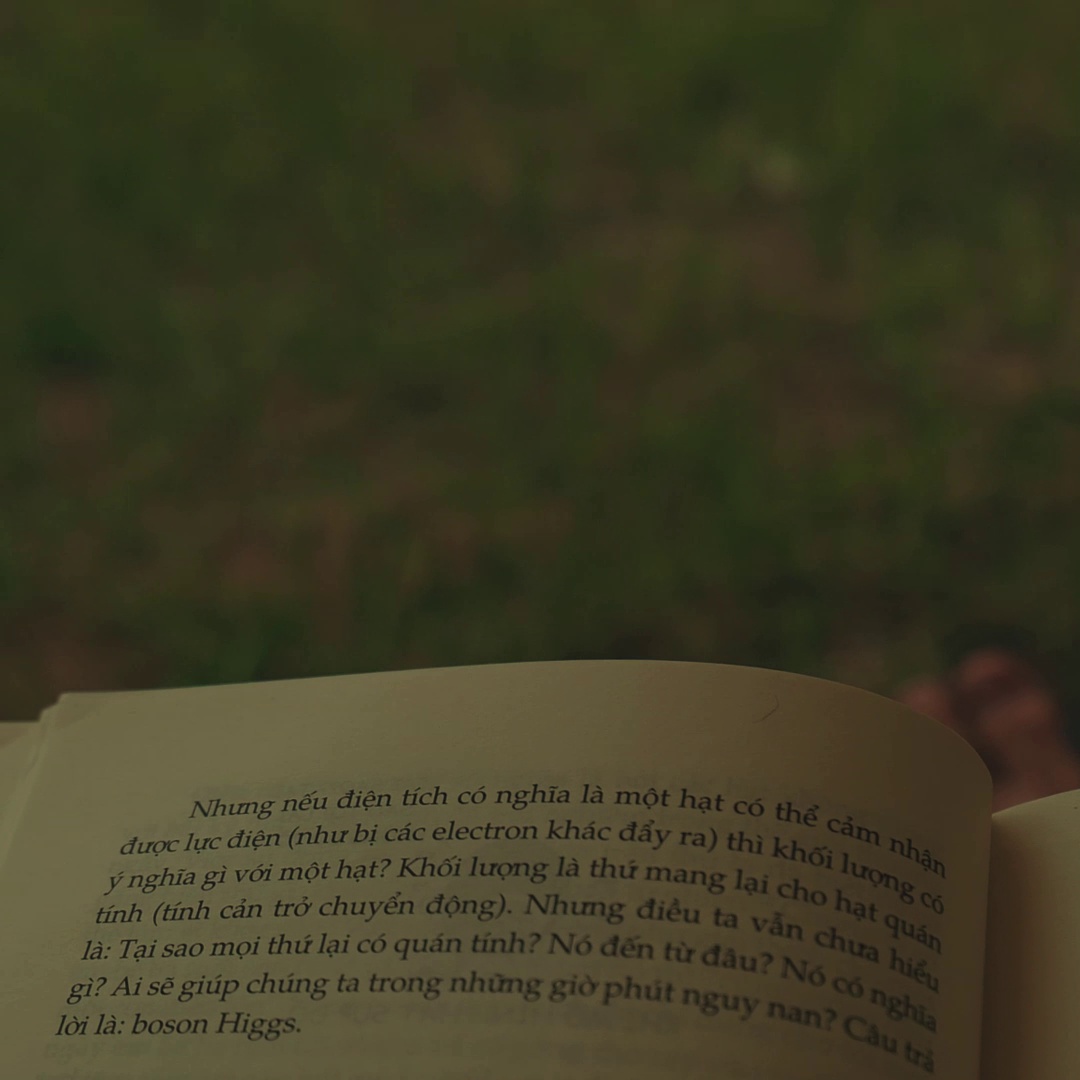 Nhưng nếu điện tích có nghĩa là một hạt có thể cảm nhận
được lực điện (như bị các electron khác đẩy ra) thì khối lượng có
ý nghĩa gì với một hạt? Khối lượng là thứ mang lại cho hạt quán
tính (tính cản trở chuyển động). Nhưng điều ta vẫn chưa hiểu
là: Tại sao mọi thứ lại có quán tính? Nó đến từ đâu? Nó có nghĩa
gì? Ai sẽ giúp chúng ta trong những giờ phút nguy nan? Câu trả
lời là: boson Higgs.